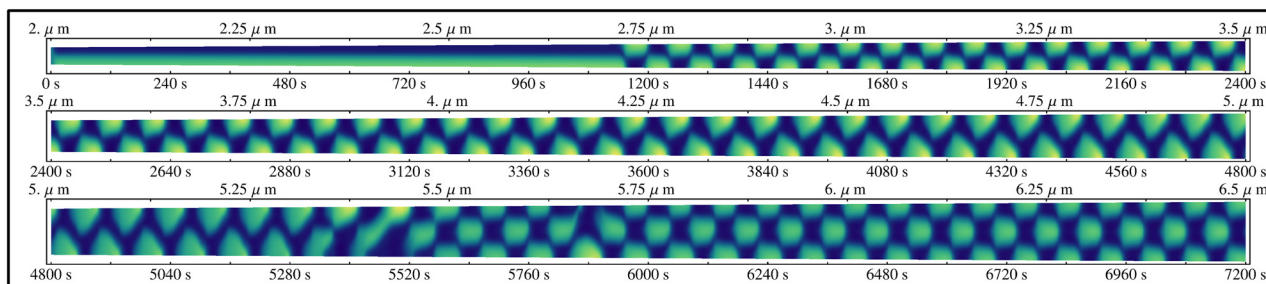 2. μ m 2.25 μ m 2.5 μ m 2.75 μ m 3. μ m 3.25 μ m 3.5 μ m
0 s 240 s 480 s 720 s 960 s 1200 s 1440 s 1680 s 1920 s 2160 s 2400 s
3.5 μ m 3.75 μ m 4. μ m 4.25 μ m 4.5 μ m 4.75 μ m 5. μ m
2400 s 2640 s 2880 s 3120 s 3360 s 3600 s 3840 s 4080 s 4320 s 4560 s 4800 s
5. μ m 5.25 μ m 5.5 μ m 5.75 μ m 6. μ m 6.25 μ m 6.5 μ m
4800 s 5040 s 5280 s 5520 s 5760 s 6000 s 6240 s 6480 s 6720 s 6960 s 7200 s